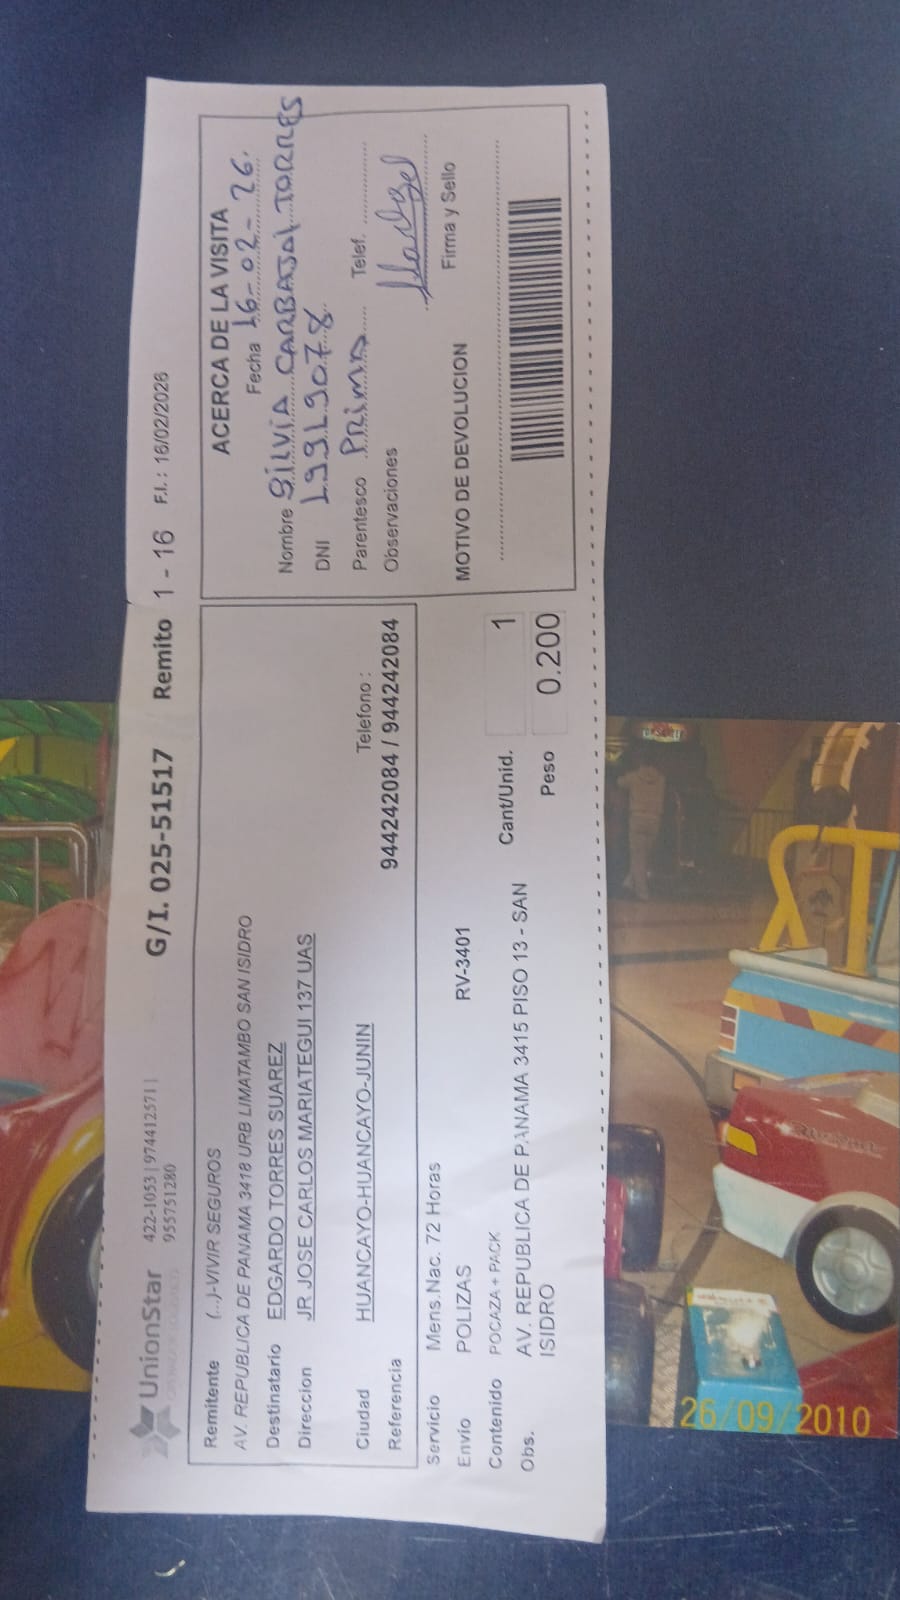 UnionStar
422-1053 | 974412571 |
955751280
G/I. 025-51517 Remito 1 - 16 F.I. : 16/02/2026
Remitente (...)-VIVIR SEGUROS
AV. REPUBLICA DE PANAMA 3418 URB LIMATAMBO SAN ISIDRO
Destinatario EDGARDO TORRES SUAREZ
Direccion JR JOSE CARLOS MARIATEGUI 137 UAS
Ciudad HUANCAYO-HUANCAYO-JUNIN Telefono :
Referencia 944242084 / 944242084
Servicio Mens.Nac. 72 Horas
Envio POLIZAS RV-3401
Contenido POCAZA + PACK Cant/Unid. 1
Obs. AV. REPUBLICA DE PANAMA 3415 PISO 13 - SAN
ISIDRO
Peso 0.200
ACERCA DE LA VISITA
Fecha 16-02-26.
Nombre SILVIA CARBAJAL TORRES
DNI 19919078
Parentesco PRIMA Telef.
Observaciones
Firma y Sello
MOTIVO DE DEVOLUCION
26/09/2010